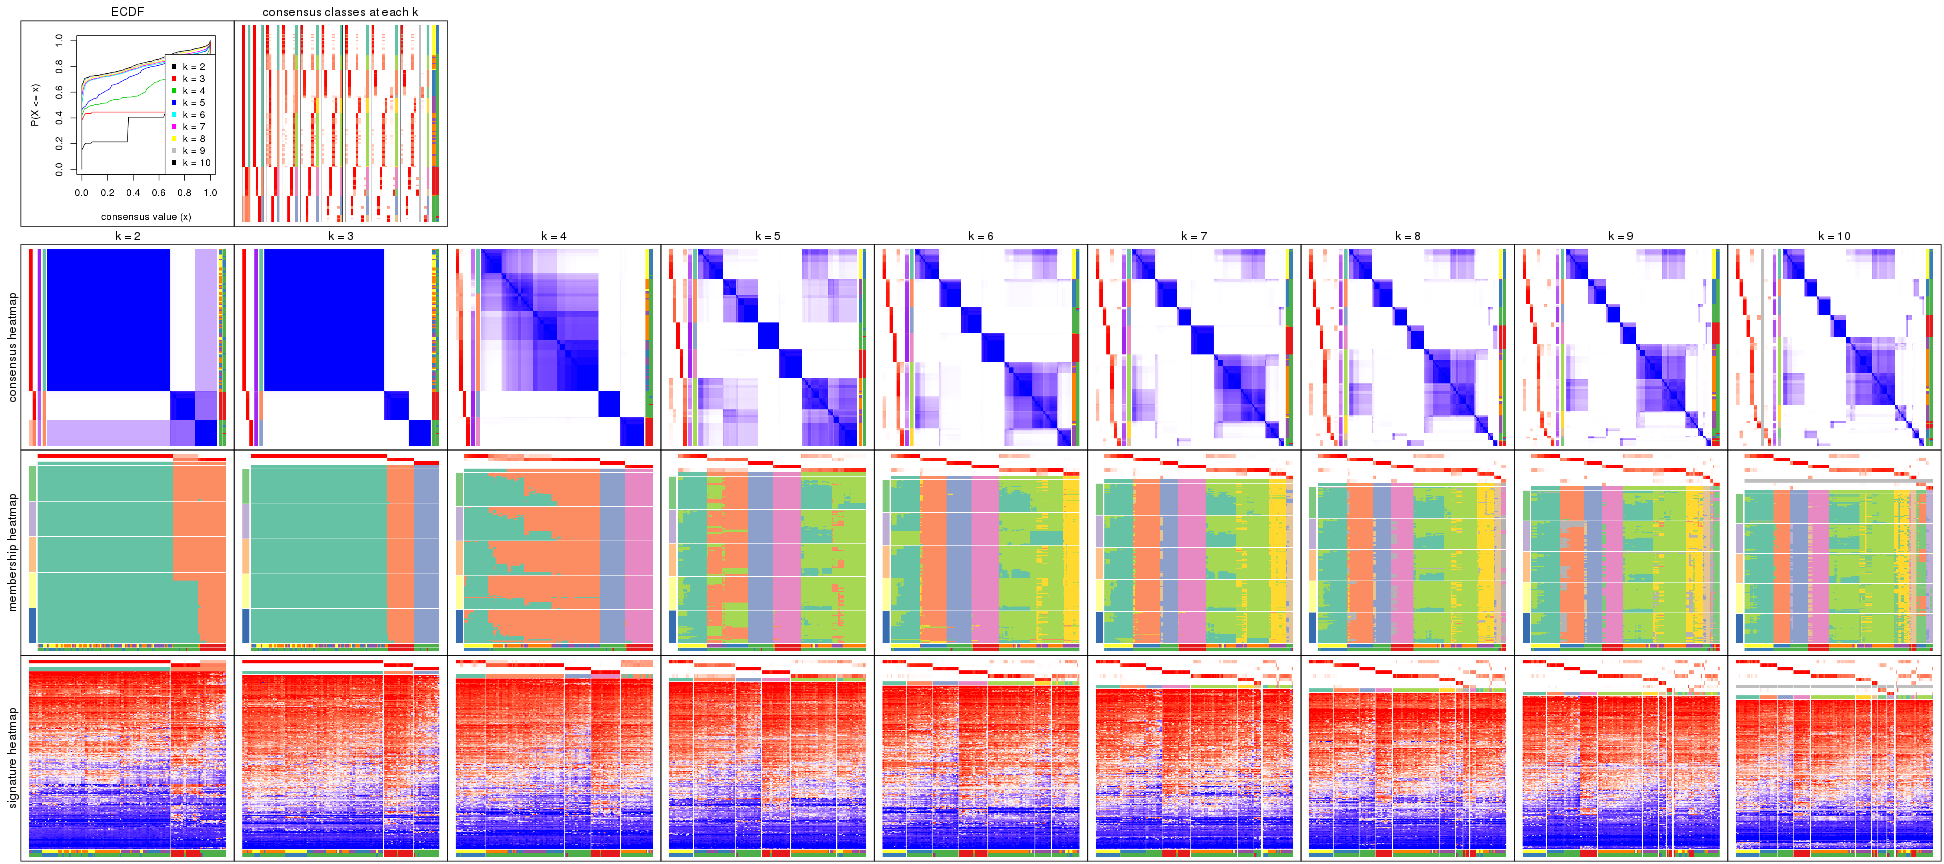 ECDF
consensus classes at each k
P(X <= x)
0.0 0.2 0.4 0.6 0.8 1.0
k = 2
k = 3
k = 4
k = 5
k = 6
k = 7
k = 8
k = 9
k = 10
0.0 0.2 0.4 0.6 0.8 1.0
consensus value (x)
k = 2 k = 3 k = 4 k = 5 k = 6 k = 7 k = 8 k = 9 k = 10
consensus heatmap
membership heatmap
signature heatmap